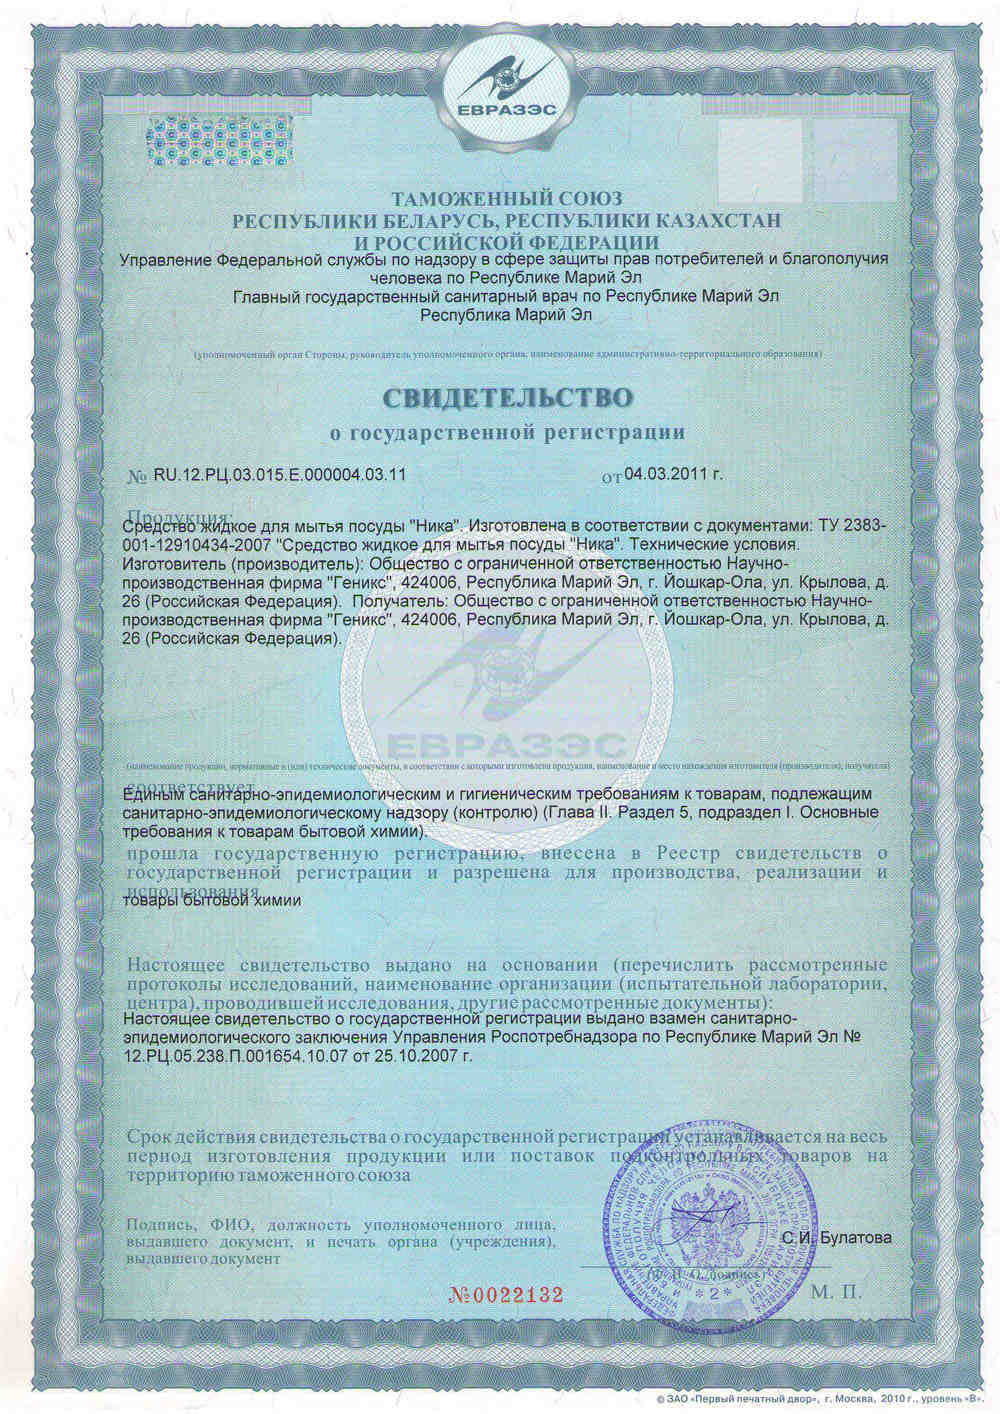 ЕВРАЗЭС
ТАМОЖЕННЫЙ СОЮЗ
РЕСПУБЛИКИ БЕЛАРУСЬ, РЕСПУБЛИКИ КАЗАХСТАН
И РОССИЙСКОЙ ФЕДЕРАЦИИ
Управление Федеральной службы по надзору в сфере защиты прав потребителей и благополучия
человека по Республике Марий Эл
Главный государственный санитарный врач по Республике Марий Эл
Республика Марий Эл
(уполномоченный орган Стороны, руководитель уполномоченного органа, наименование административно-территориального образования)
СВИДЕТЕЛЬСТВО
о государственной регистрации
№ RU.12.РЦ.03.015.Е.000004.03.11 от 04.03.2011 г.
Продукция:
Средство жидкое для мытья посуды "Ника". Изготовлена в соответствии с документами: ТУ 2383-
001-12910434-2007 "Средство жидкое для мытья посуды "Ника". Технические условия.
Изготовитель (производитель): Общество с ограниченной ответственностью Научно-
производственная фирма "Геникс", 424006, Республика Марий Эл, г. Йошкар-Ола, ул. Крылова, д.
26 (Российская Федерация). Получатель: Общество с ограниченной ответственностью Научно-
производственная фирма "Геникс", 424006, Республика Марий Эл, г. Йошкар-Ола, ул. Крылова, д.
26 (Российская Федерация).
ЕВРАЗЭС
(наименование продукции, нормативные и (или) технические документы, в соответствии с которыми изготовлена продукция, наименование и место нахождения изготовителя (производителя), получателя)
соответствует
Единым санитарно-эпидемиологическим и гигиеническим требованиям к товарам, подлежащим
санитарно-эпидемиологическому надзору (контролю) (Глава II. Раздел 5, подраздел I. Основные
требования к товарам бытовой химии).
прошла государственную регистрацию, внесена в Реестр свидетельств о
государственной регистрации и разрешена для производства, реализации и
использования
товары бытовой химии
Настоящее свидетельство выдано на основании (перечислить рассмотренные
протоколы исследований, наименование организации (испытательной лаборатории,
центра), проводившей исследования, другие рассмотренные документы):
Настоящее свидетельство о государственной регистрации выдано взамен санитарно-
эпидемиологического заключения Управления Роспотребнадзора по Республике Марий Эл №
12.РЦ.05.238.П.001654.10.07 от 25.10.2007 г.
Срок действия свидетельства о государственной регистрации устанавливается на весь
период изготовления продукции или поставок подконтрольных товаров на
территорию таможенного союза
Подпись, ФИО, должность уполномоченного лица,
выдавшего документ, и печать органа (учреждения),
выдавшего документ
С.И. Булатова
(Ф. И. О./подпись)
№0022132
М. П.
© ЗАО «Первый печатный двор», г. Москва, 2010 г., уровень «В».